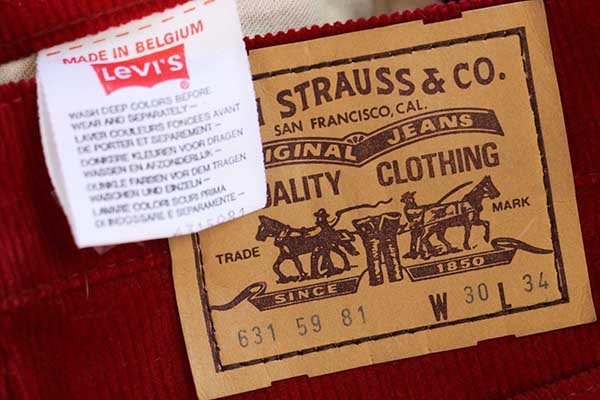 MADE IN BELGIUM
LEVI'S
WASH DEEP COLORS BEFORE
WEAR AND SEPARATELY –
LAVER COULEURS FONCEES AVANT
DE PORTER ET SEPAREMENT –
DONKERE KLEUREN VOOR DRAGEN
WASSEN EN AFZONDERLIJK –
DUNKLE FARBEN VOR DEM TRAGEN
WASCHEN UND EINZELN –
LAVARE COLORI SCURI PRIMA
DI INDOSSARE E SEPARATAMENTE –
STRAUSS & CO.
SAN FRANCISCO, CAL.
IGINAL JEANS
ALITY CLOTHING
TRADE MARK
SINCE 1850
631 59 81 W 30 L 34